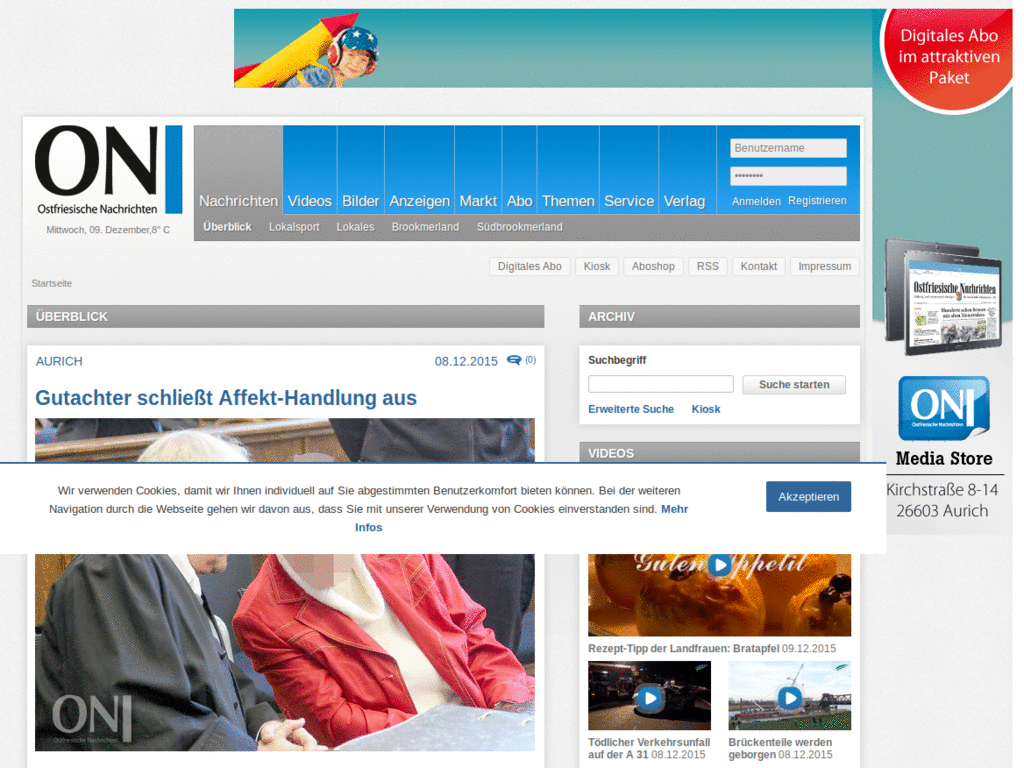 Digitales Abo
im attraktiven
Paket
ON
Ostfriesische Nachrichten
Mittwoch, 09. Dezember,8° C
Nachrichten Videos Bilder Anzeigen Markt Abo Themen Service Verlag
Benutzername
••••••••
Anmelden Registrieren
Überblick Lokalsport Lokales Brookmerland Südbrookmerland
Digitales Abo Kiosk Aboshop RSS Kontakt Impressum
Startseite
ÜBERBLICK
AURICH 08.12.2015 (0)
Gutachter schließt Affekt-Handlung aus
ARCHIV
Suchbegriff
Suche starten
Erweiterte Suche Kiosk
VIDEOS
Wir verwenden Cookies, damit wir Ihnen individuell auf Sie abgestimmten Benutzerkomfort bieten können. Bei der weiteren
Navigation durch die Webseite gehen wir davon aus, dass Sie mit unserer Verwendung von Cookies einverstanden sind. Mehr
Infos
Akzeptieren
Guten Appetit
Rezept-Tipp der Landfrauen: Bratapfel 09.12.2015
Tödlicher Verkehrsunfall
auf der A 31 08.12.2015
Brückenteile werden
geborgen 08.12.2015
ON
Ostfriesische Nachrichten
Ostfriesische Nachrichten
ON
Ostfriesische Nachrichten
Media Store
Kirchstraße 8-14
26603 Aurich